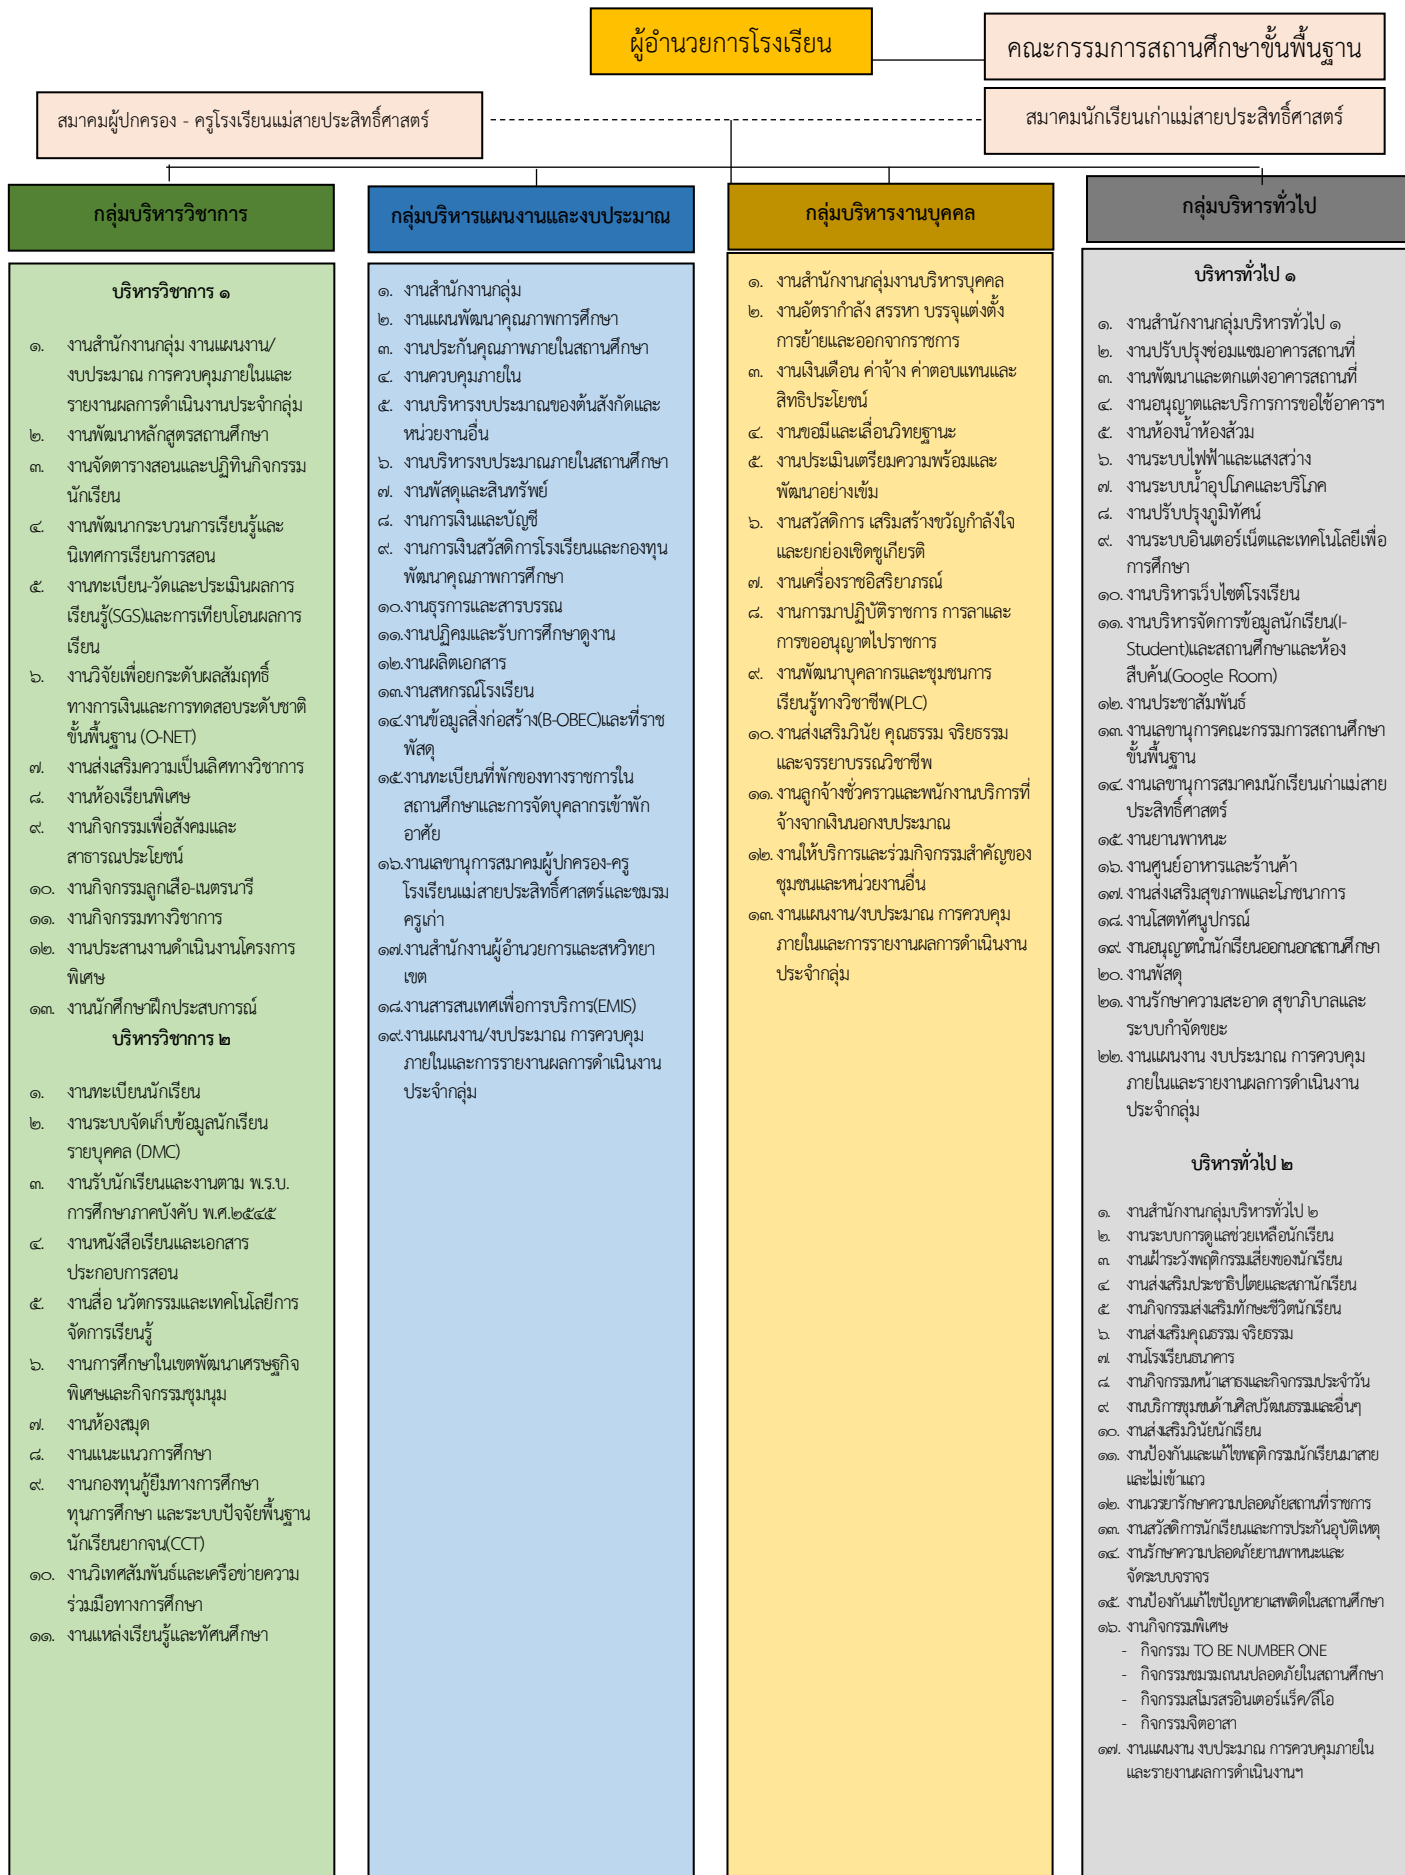 ผู้อำนวยการโรงเรียน
คณะกรรมการสถานศึกษาขั้นพื้นฐาน
สมาคมผู้ปกครอง - ครูโรงเรียนแม่สายประสิทธิ์ศาสตร์
สมาคมนักเรียนเก่าแม่สายประสิทธิ์ศาสตร์
กลุ่มบริหารวิชาการ
บริหารวิชาการ ๑
๑. งานสำนักงานกลุ่ม งานแผนงาน/
งบประมาณ การควบคุมภายในและ
รายงานผลการดำเนินงานประจำกลุ่ม
๒. งานพัฒนาหลักสูตรสถานศึกษา
๓. งานจัดตารางสอนและปฏิทินกิจกรรม
นักเรียน
๔. งานพัฒนากระบวนการเรียนรู้และ
นิเทศการเรียนการสอน
๕. งานทะเบียน-วัดและประเมินผลการ
เรียนรู้(SGS)และการเทียบโอนผลการ
เรียน
๖. งานวิจัยเพื่อยกระดับผลสัมฤทธิ์
ทางการเงินและการทดสอบระดับชาติ
ขั้นพื้นฐาน (O-NET)
๗. งานส่งเสริมความเป็นเลิศทางวิชาการ
๘. งานห้องเรียนพิเศษ
๙. งานกิจกรรมเพื่อสังคมและ
สาธารณประโยชน์
๑๐. งานกิจกรรมลูกเสือ-เนตรนารี
๑๑. งานกิจกรรมทางวิชาการ
๑๒. งานประสานงานดำเนินงานโครงการ
พิเศษ
๑๓. งานนักศึกษาฝึกประสบการณ์
บริหารวิชาการ ๒
๑. งานทะเบียนนักเรียน
๒. งานระบบจัดเก็บข้อมูลนักเรียน
รายบุคคล (DMC)
๓. งานรับนักเรียนและงานตาม พ.ร.บ.
การศึกษาภาคบังคับ พ.ศ.๒๕๔๕
๔. งานหนังสือเรียนและเอกสาร
ประกอบการสอน
๕. งานสื่อ นวัตกรรมและเทคโนโลยีการ
จัดการเรียนรู้
๖. งานการศึกษาในเขตพัฒนาเศรษฐกิจ
พิเศษและกิจกรรมชุมนุม
๗. งานห้องสมุด
๘. งานแนะแนวการศึกษา
๙. งานกองทุนกู้ยืมทางการศึกษา
ทุนการศึกษา และระบบปัจจัยพื้นฐาน
นักเรียนยากจน(CCT)
๑๐. งานวิเทศสัมพันธ์และเครือข่ายความ
ร่วมมือทางการศึกษา
๑๑. งานแหล่งเรียนรู้และทัศนศึกษา
กลุ่มบริหารแผนงานและงบประมาณ
๑. งานสำนักงานกลุ่ม
๒. งานแผนพัฒนาคุณภาพการศึกษา
๓. งานประกันคุณภาพภายในสถานศึกษา
๔. งานควบคุมภายใน
๕. งานบริหารงบประมาณของต้นสังกัดและ
หน่วยงานอื่น
๖. งานบริหารงบประมาณภายในสถานศึกษา
๗. งานพัสดุและสินทรัพย์
๘. งานการเงินและบัญชี
๙. งานการเงินสวัสดิการโรงเรียนและกองทุน
พัฒนาคุณภาพการศึกษา
๑๐.งานธุรการและสารบรรณ
๑๑.งานปฏิคมและรับการศึกษาดูงาน
๑๒.งานผลิตเอกสาร
๑๓.งานสหกรณ์โรงเรียน
๑๔.งานข้อมูลสิ่งก่อสร้าง(B-OBEC)และที่ราช
พัสดุ
๑๕.งานทะเบียนที่พักของทางราชการใน
สถานศึกษาและการจัดบุคลากรเข้าพัก
อาศัย
๑๖.งานเลขานุการสมาคมผู้ปกครอง-ครู
โรงเรียนแม่สายประสิทธิ์ศาสตร์และชมรม
ครูเก่า
๑๗.งานสำนักงานผู้อำนวยการและสหวิทยา
เขต
๑๘.งานสารสนเทศเพื่อการบริการ(EMIS)
๑๙.งานแผนงาน/งบประมาณ การควบคุม
ภายในและการรายงานผลการดำเนินงาน
ประจำกลุ่ม
กลุ่มบริหารงานบุคคล
๑. งานสำนักงานกลุ่มงานบริหารบุคคล
๒. งานอัตรากำลัง สรรหา บรรจุแต่งตั้ง
การย้ายและออกจากราชการ
๓. งานเงินเดือน ค่าจ้าง ค่าตอบแทนและ
สิทธิประโยชน์
๔. งานขอมีและเลื่อนวิทยฐานะ
๕. งานประเมินเตรียมความพร้อมและ
พัฒนาอย่างเข้ม
๖. งานสวัสดิการ เสริมสร้างขวัญกำลังใจ
และยกย่องเชิดชูเกียรติ
๗. งานเครื่องราชอิสริยาภรณ์
๘. งานการมาปฏิบัติราชการ การลาและ
การขออนุญาตไปราชการ
๙. งานพัฒนาบุคลากรและชุมชนการ
เรียนรู้ทางวิชาชีพ(PLC)
๑๐. งานส่งเสริมวินัย คุณธรรม จริยธรรม
และจรรยาบรรณวิชาชีพ
๑๑. งานลูกจ้างชั่วคราวและพนักงานบริการที่
จ้างจากเงินนอกงบประมาณ
๑๒. งานให้บริการและร่วมกิจกรรมสำคัญของ
ชุมชนและหน่วยงานอื่น
๑๓. งานแผนงาน/งบประมาณ การควบคุม
ภายในและการรายงานผลการดำเนินงาน
ประจำกลุ่ม
กลุ่มบริหารทั่วไป
บริหารทั่วไป ๑
๑. งานสำนักงานกลุ่มบริหารทั่วไป ๑
๒. งานปรับปรุงซ่อมแซมอาคารสถานที่
๓. งานพัฒนาและตกแต่งอาคารสถานที่
๔. งานอนุญาตและบริการการขอใช้อาคารฯ
๕. งานห้องน้ำห้องส้วม
๖. งานระบบไฟฟ้าและแสงสว่าง
๗. งานระบบน้ำอุปโภคและบริโภค
๘. งานปรับปรุงภูมิทัศน์
๙. งานระบบอินเตอร์เน็ตและเทคโนโลยีเพื่อ
การศึกษา
๑๐. งานบริหารเว็บไซต์โรงเรียน
๑๑. งานบริหารจัดการข้อมูลนักเรียน(I-
Student)และสถานศึกษาและห้อง
สืบค้น(Google Room)
๑๒. งานประชาสัมพันธ์
๑๓. งานเลขานุการคณะกรรมการสถานศึกษา
ขั้นพื้นฐาน
๑๔. งานเลขานุการสมาคมนักเรียนเก่าแม่สาย
ประสิทธิ์ศาสตร์
๑๕. งานยานพาหนะ
๑๖. งานศูนย์อาหารและร้านค้า
๑๗. งานส่งเสริมสุขภาพและโภชนาการ
๑๘. งานโสตทัศนูปกรณ์
๑๙. งานอนุญาตนำนักเรียนออกนอกสถานศึกษา
๒๐. งานพัสดุ
๒๑. งานรักษาความสะอาด สุขาภิบาลและ
ระบบกำจัดขยะ
๒๒. งานแผนงาน งบประมาณ การควบคุม
ภายในและรายงานผลการดำเนินงาน
ประจำกลุ่ม
บริหารทั่วไป ๒
๑. งานสำนักงานกลุ่มบริหารทั่วไป ๒
๒. งานระบบการดูแลช่วยเหลือนักเรียน
๓. งานเฝ้าระวังพฤติกรรมเสี่ยงของนักเรียน
๔. งานส่งเสริมประชาธิปไตยและสภานักเรียน
๕. งานกิจกรรมส่งเสริมทักษะชีวิตนักเรียน
๖. งานส่งเสริมคุณธรรม จริยธรรม
๗. งานโรงเรียนธนาคาร
๘. งานกิจกรรมหน้าเสาธงและกิจกรรมประจำวัน
๙. งานบริการชุมชนด้านศิลปวัฒนธรรมและอื่นๆ
๑๐. งานส่งเสริมวินัยนักเรียน
๑๑. งานป้องกันและแก้ไขพฤติกรรมนักเรียนมาสาย
และไม่เข้าแถว
๑๒. งานเวรยารักษาความปลอดภัยสถานที่ราชการ
๑๓. งานสวัสดิการนักเรียนและการประกันอุบัติเหตุ
๑๔. งานรักษาความปลอดภัยยานพาหนะและ
จัดระบบจราจร
๑๕. งานป้องกันแก้ไขปัญหายาเสพติดในสถานศึกษา
๑๖. งานกิจกรรมพิเศษ
- กิจกรรม TO BE NUMBER ONE
- กิจกรรมชมรมถนนปลอดภัยในสถานศึกษา
- กิจกรรมสโมสรอินเตอร์แร็ค/ลีโอ
- กิจกรรมจิตอาสา
๑๗. งานแผนงาน งบประมาณ การควบคุมภายใน
และรายงานผลการดำเนินงานฯ